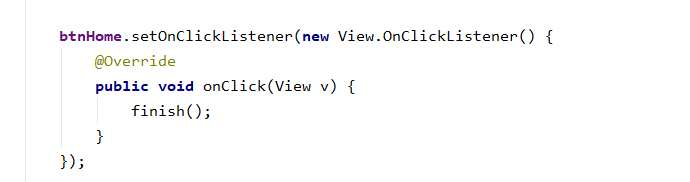 btnHome.setOnClickListener(new View.OnClickListener() {
    @Override
    public void onClick(View v) {
        finish();
    }
});